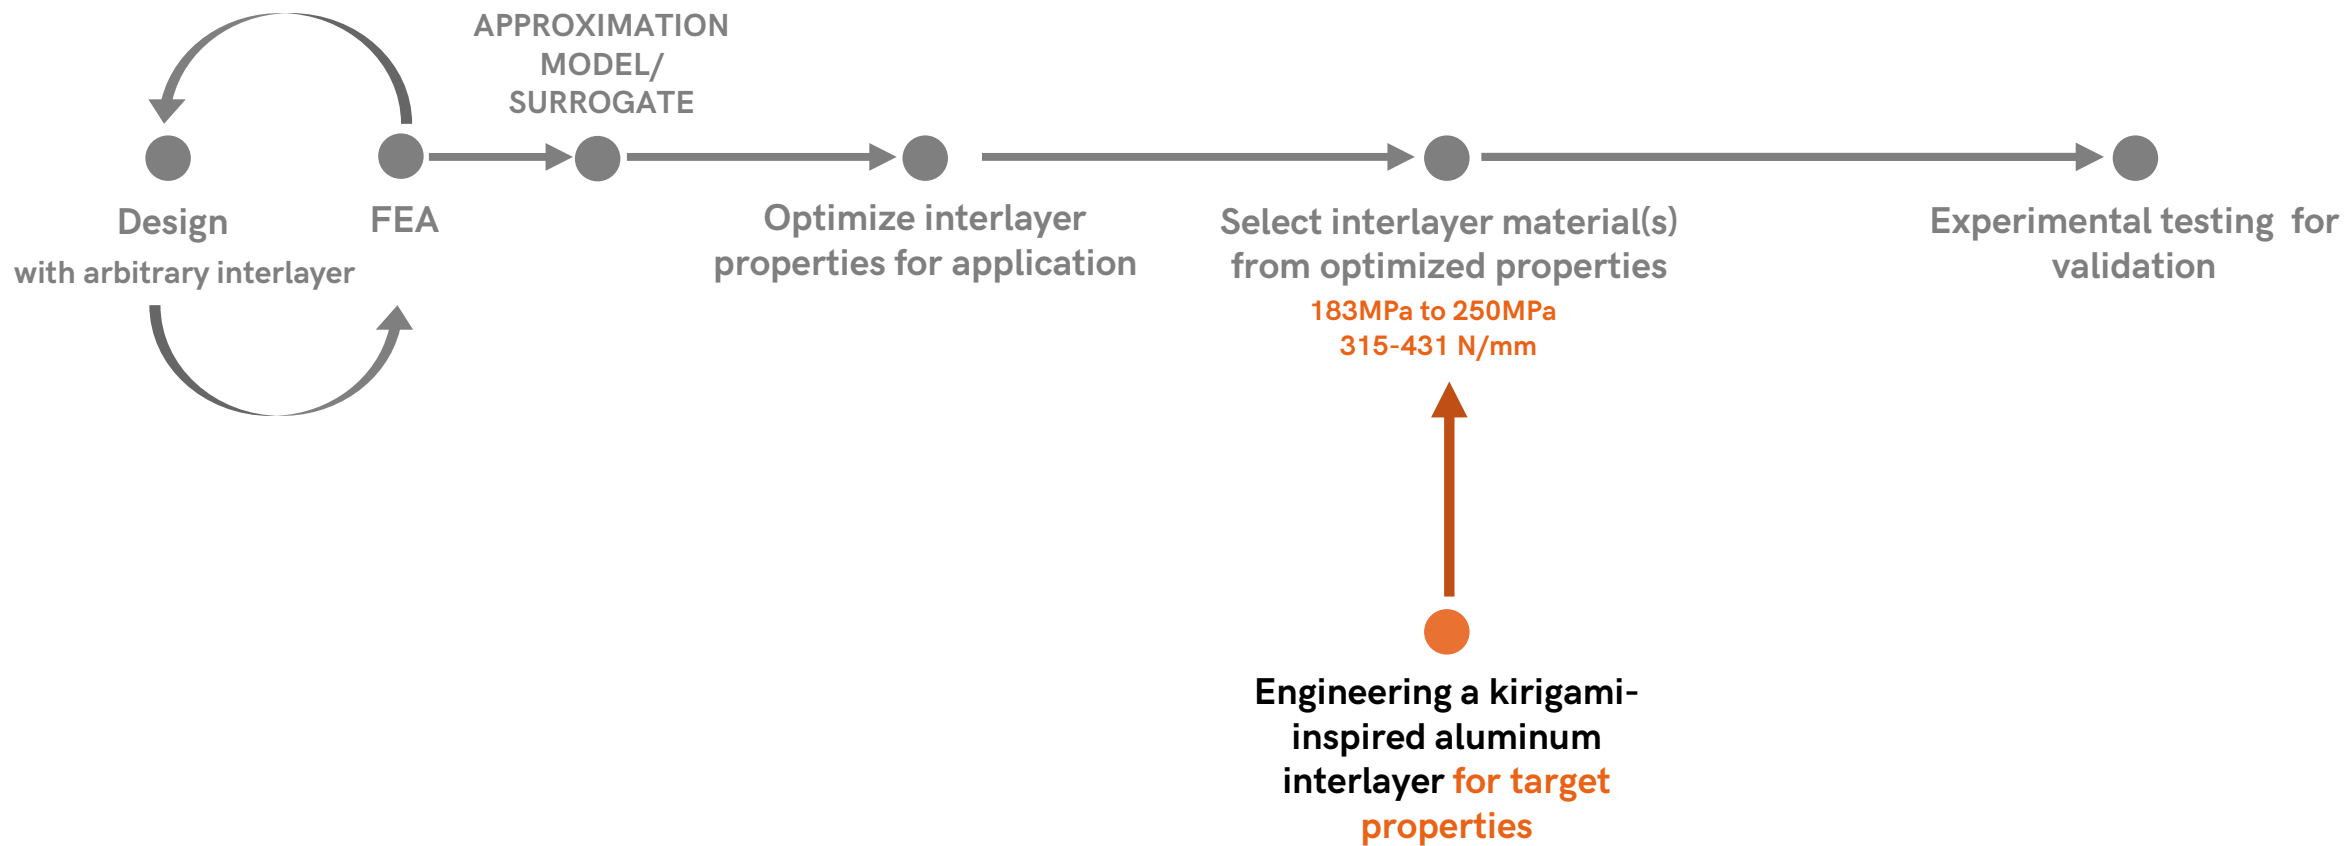 APPROXIMATION
MODEL/
SURROGATE
Design
with arbitrary interlayer
FEA
Optimize interlayer
properties for application
Select interlayer material(s)
from optimized properties
183MPa to 250MPa
315-431 N/mm
Experimental testing for
validation
Engineering a kirigami-
inspired aluminum
interlayer for target
properties